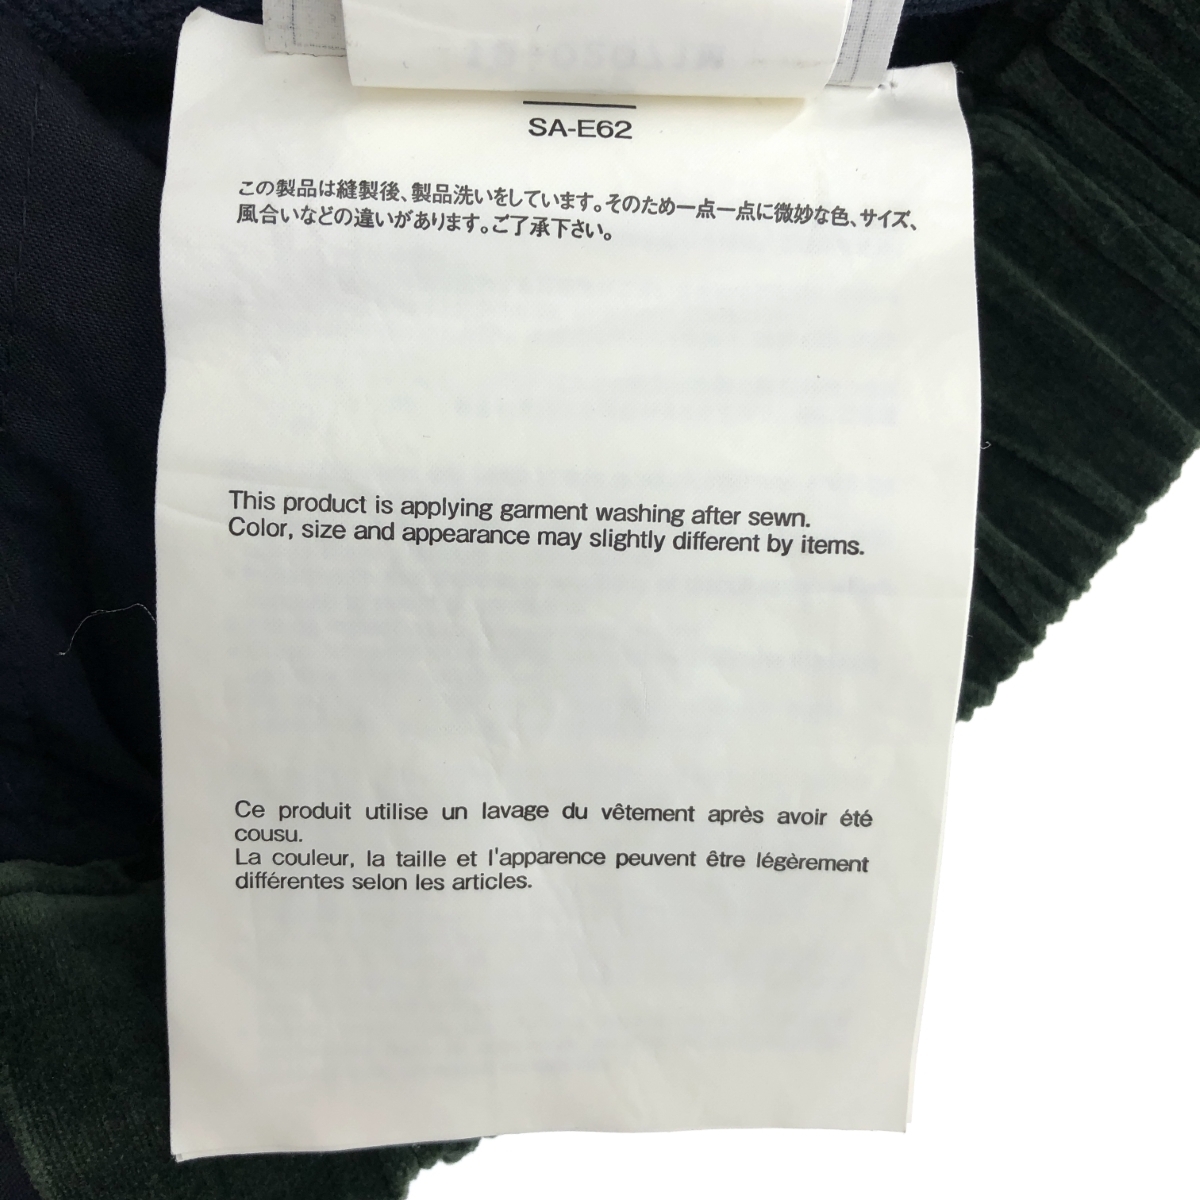 SA-E62
この製品は縫製後、製品洗いをしています。そのため一点一点に微妙な色、サイズ、
風合いなどの違いがあります。ご了承下さい。
This product is applying garment washing after sewn.
Color, size and appearance may slightly different by items.
Ce produit utilise un lavage du vêtement après avoir été
cousu.
La couleur, la taille et l'apparence peuvent être légèrement
différentes selon les articles.